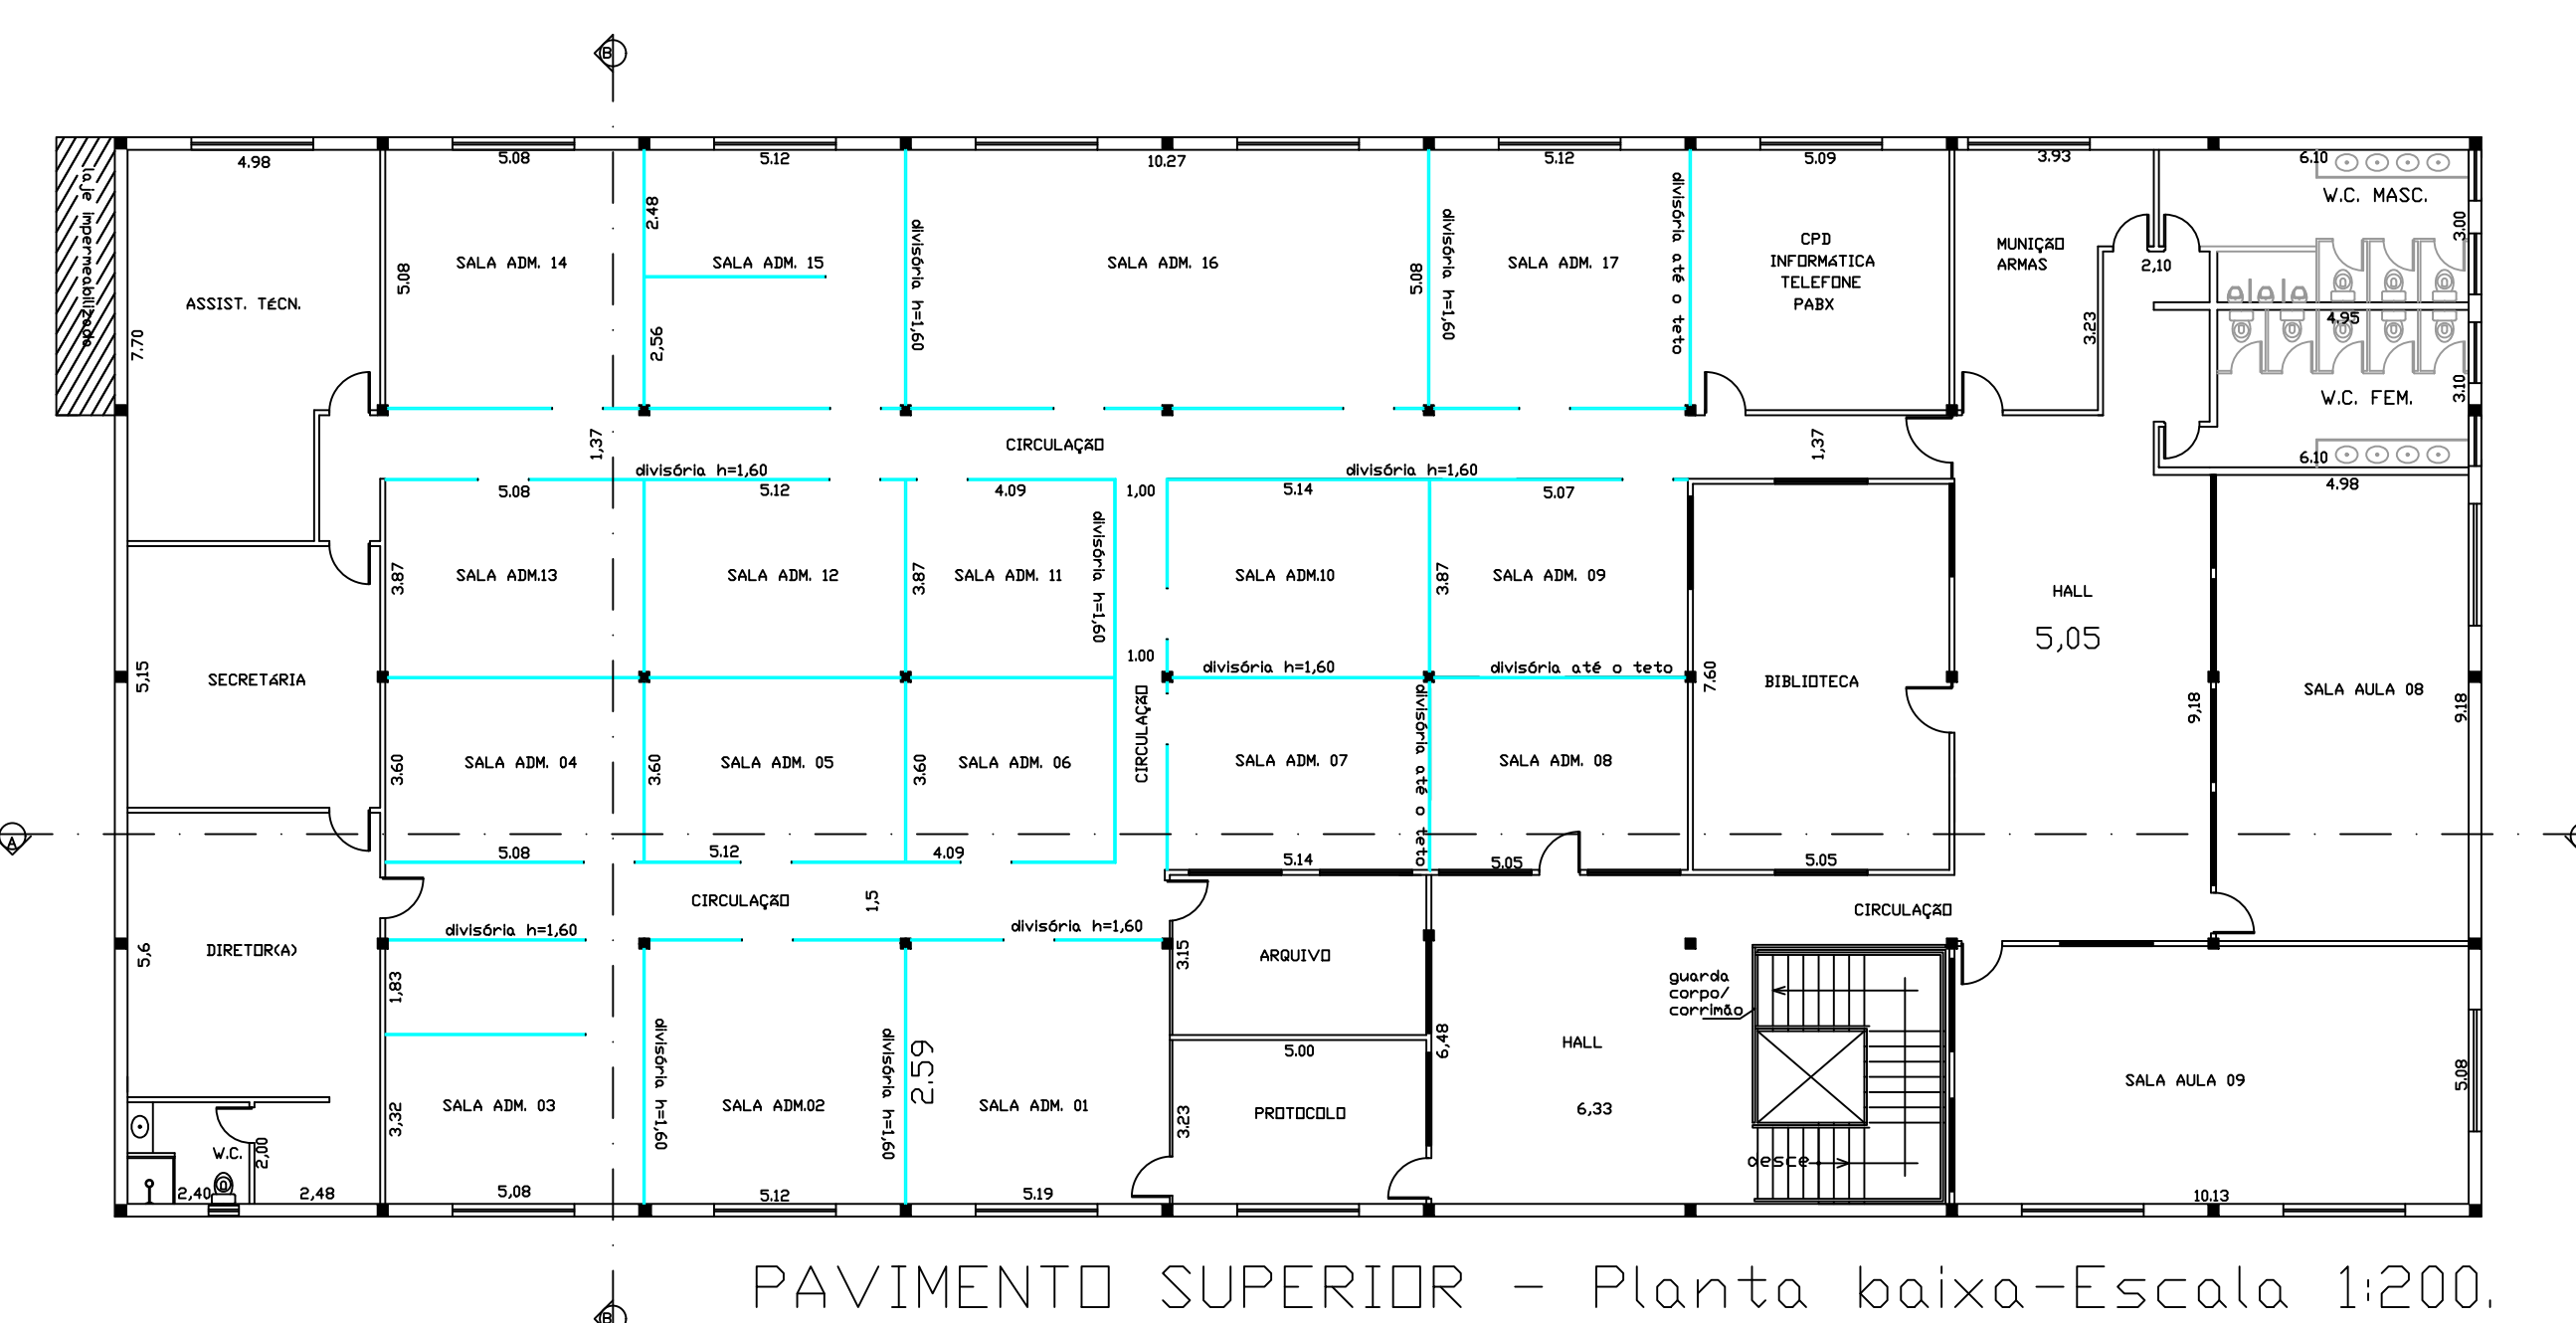 B
4.98
5.08
5.12
10.27
5.12
5.09
3.93
6.10
laje impermeabilizada
2.48
divisória h=1,60
divisória h=1,60
divisória até o teto
W.C. MASC.
3.00
SALA ADM. 14
SALA ADM. 15
SALA ADM. 16
SALA ADM. 17
CPD
INFORMÁTICA
TELEFONE
PABX
MUNIÇÃO
ARMAS
2,10
5.08
5.08
ASSIST. TÉCN.
7.70
2,56
3.23
4.95
3.10
W.C. FEM.
1,37
CIRCULAÇÃO
1,37
divisória h=1,60
divisória h=1,60
6.10
5.08
5.12
4.09
1,00
5.14
5.07
4.98
divisória h=1,60
SALA ADM.13
3.87
SALA ADM. 12
3.87
SALA ADM. 11
SALA ADM.10
3.87
SALA ADM. 09
HALL
5,05
1.00
divisória h=1,60
divisória até o teto
SECRETÁRIA
5,15
7.60
BIBLIOTECA
SALA AULA 08
9,18
9.18
CIRCULAÇÃO
divisória até o teto
SALA ADM. 04
3.60
SALA ADM. 05
3.60
SALA ADM. 06
3.60
SALA ADM. 07
SALA ADM. 08
A
5.08
5.12
4.09
5.14
5.05
5.05
CIRCULAÇÃO
1,5
CIRCULAÇÃO
divisória h=1,60
divisória h=1,60
DIRETOR(A)
5,6
1,83
3.15
ARQUIVO
guarda
corpo/
corrimão
divisória h=1,60
divisória h=1,60
2.59
5.00
6,48
HALL
SALA AULA 09
5.08
SALA ADM. 03
3,32
SALA ADM.02
SALA ADM. 01
3.23
PROTOCOLO
6,33
W.C.
2,00
desce
2,40
2,48
5,08
5.12
5.19
10.13
PAVIMENTO SUPERIOR - Planta baixa-Escala 1:200.
B